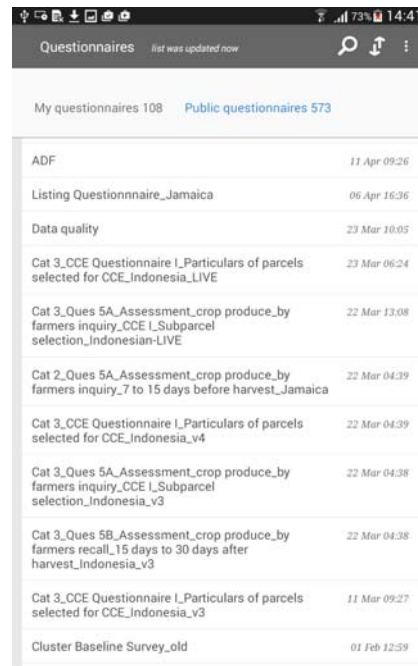 73% 14:41
Questionnaires list was updated now
My questionnaires 108 Public questionnaires 573
ADF 11 Apr 09:26
Listing Questionnnaire_Jamaica 06 Apr 16:36
Data quality 23 Mar 10:05
Cat 3_CCE Questionnaire I_Particulars of parcels 23 Mar 06:24
selected for CCE_Indonesia_LIVE
Cat 3_Ques 5A_Assessment_crop produce_by 22 Mar 13:08
farmers inquiry_CCE I_Subparcel
selection_Indonesian-LIVE
Cat 2_Ques 5A_Assessment_crop produce_by 22 Mar 04:39
farmers inquiry_7 to 15 days before harvest_Jamaica
Cat 3_CCE Questionnaire I_Particulars of parcels 22 Mar 04:39
selected for CCE_Indonesia_v4
Cat 3_Ques 5A_Assessment_crop produce_by 22 Mar 04:38
farmers inquiry_CCE I_Subparcel
selection_Indonesia_v3
Cat 3_Ques 5B_Assessment_crop produce_by 22 Mar 04:38
farmers recall_15 days to 30 days after
harvest_Indonesia_v3
Cat 3_CCE Questionnaire I_Particulars of parcels 11 Mar 09:27
selected for CCE_Indonesia_v3
Cluster Baseline Survey_old 01 Feb 12:59